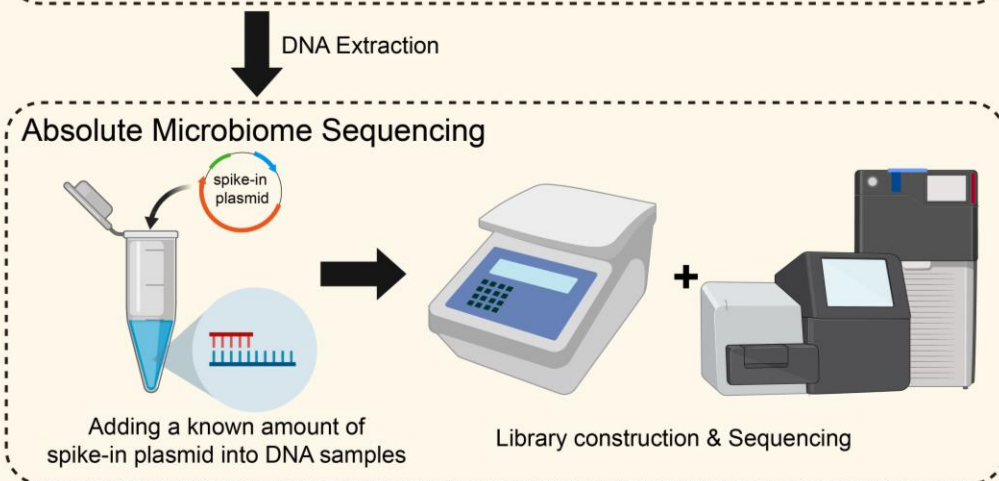 DNA Extraction
Absolute Microbiome Sequencing
spike-in
plasmid
+
Adding a known amount of
spike-in plasmid into DNA samples
Library construction & Sequencing